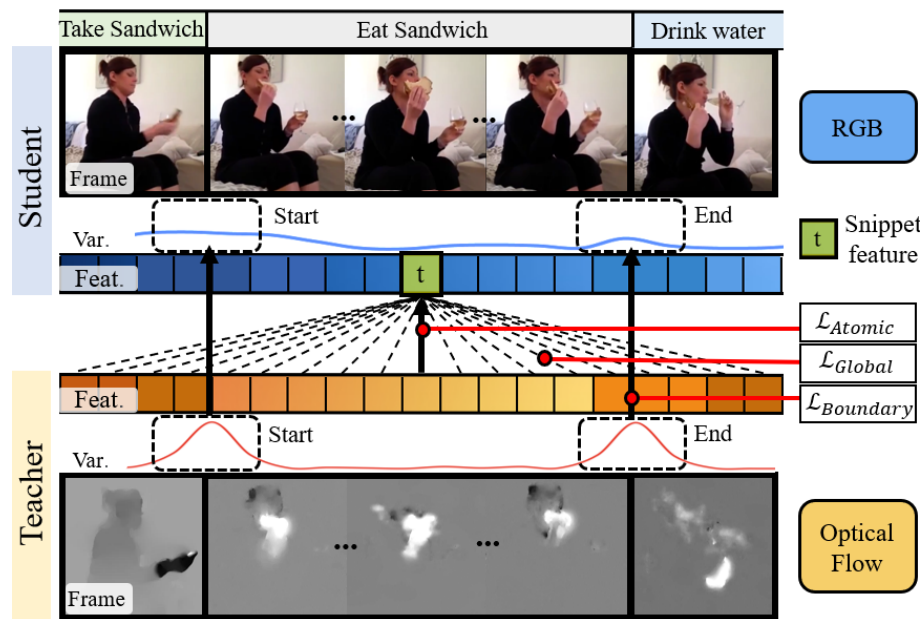 Take Sandwich
Eat Sandwich
Drink water
Student
Frame
RGB
Start
End
Var.
Feat.
t
t
Snippet
feature
ℒ_Atomic
ℒ_Global
ℒ_Boundary
Teacher
Feat.
Start
End
Var.
Frame
Optical
Flow